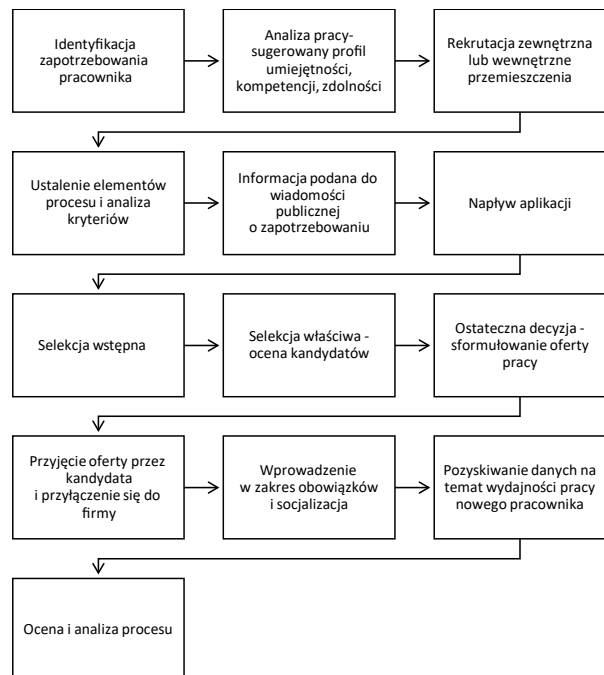 Identyfikacja
zapotrzebowania
pracownika
Analiza pracy-
sugerowany profil
umiejętności,
kompetencji, zdolności
Rekrutacja zewnętrzna
lub wewnętrzne
przemieszczenia
Ustalenie elementów
procesu i analiza
kryteriów
Informacja podana do
wiadomości
publicznej
o zapotrzebowaniu
Napływ aplikacji
Selekcja wstępna
Selekcja właściwa -
ocena kandydatów
Ostateczna decyzja -
sformułowanie oferty
pracy
Przyjęcie oferty przez
kandydata
i przyłączenie się do
firmy
Wprowadzenie
w zakres obowiązków
i socjalizacja
Pozyskiwanie danych na
temat wydajności pracy
nowego pracownika
Ocena i analiza procesu